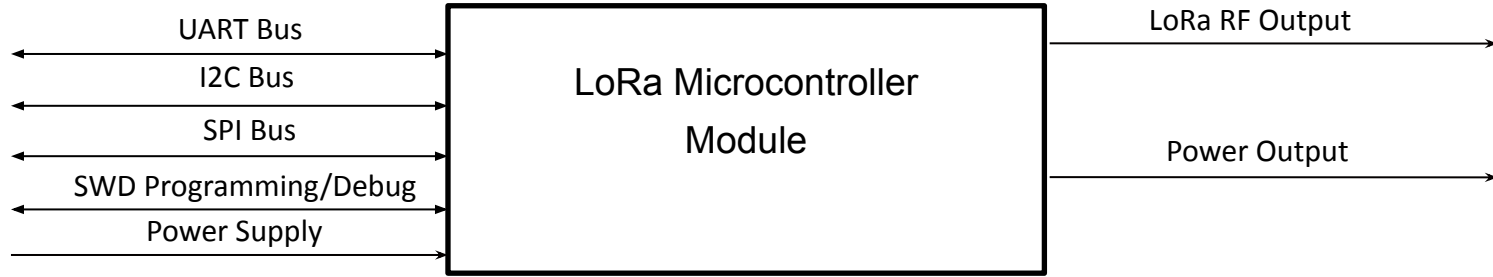 UART Bus
I2C Bus
SPI Bus
SWD Programming/Debug
Power Supply
LoRa Microcontroller
Module
LoRa RF Output
Power Output